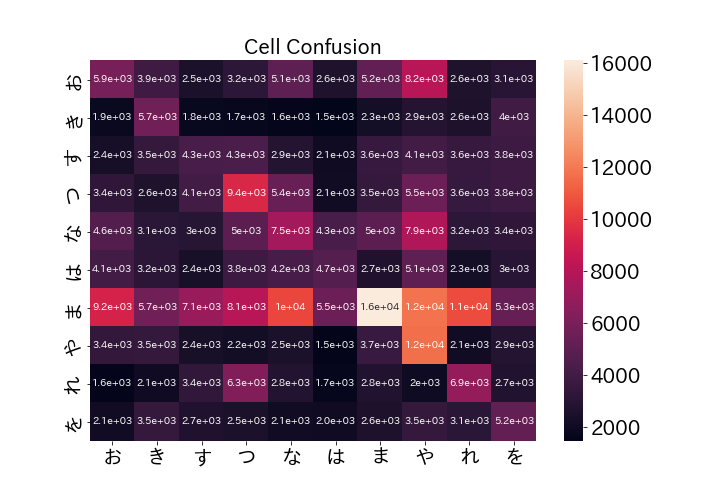 Cell Confusion
お 5.9e+03 3.9e+03 2.5e+03 3.2e+03 5.1e+03 2.6e+03 5.2e+03 8.2e+03 2.6e+03 3.1e+03
き 1.9e+03 5.7e+03 1.8e+03 1.7e+03 1.6e+03 1.5e+03 2.3e+03 2.9e+03 2.6e+03 4e+03
す 2.4e+03 3.5e+03 4.3e+03 4.3e+03 2.9e+03 2.1e+03 3.6e+03 4.1e+03 3.6e+03 3.8e+03
つ 3.4e+03 2.6e+03 4.1e+03 9.4e+03 5.4e+03 2.1e+03 3.5e+03 5.5e+03 3.6e+03 3.8e+03
な 4.6e+03 3.1e+03 3e+03 5e+03 7.5e+03 4.3e+03 5e+03 7.9e+03 3.2e+03 3.4e+03
は 4.1e+03 3.2e+03 2.4e+03 3.8e+03 4.2e+03 4.7e+03 2.7e+03 5.1e+03 2.3e+03 3e+03
ま 9.2e+03 5.7e+03 7.1e+03 8.1e+03 1e+04 5.5e+03 1.6e+04 1.2e+04 1.1e+04 5.3e+03
や 3.4e+03 3.5e+03 2.4e+03 2.2e+03 2.5e+03 1.5e+03 3.7e+03 1.2e+04 2.1e+03 2.9e+03
れ 1.6e+03 2.1e+03 3.4e+03 6.3e+03 2.8e+03 1.7e+03 2.8e+03 2e+03 6.9e+03 2.7e+03
を 2.1e+03 3.5e+03 2.7e+03 2.5e+03 2.1e+03 2.0e+03 2.6e+03 3.5e+03 3.1e+03 5.2e+03
お き す つ な は ま や れ を
16000
14000
12000
10000
8000
6000
4000
2000